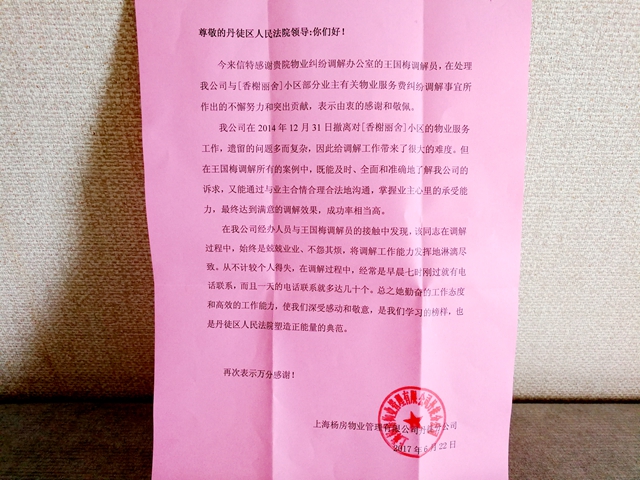 尊敬的丹徒区人民法院领导:你们好！
今来信特感谢贵院物业纠纷调解办公室的王国梅调解员，在处理
我公司与[香榭丽舍]小区部分业主有关物业服务费纠纷调解事宜所
作出的不懈努力和突出贡献，表示由衷的感谢和敬佩。
我公司在 2014 年 12 月 31 日撤离对[香榭丽舍]小区的物业服务
工作，遗留的问题多而复杂，因此给调解工作带来了很大的难度。但
在王国梅调解所有的案例中，既能及时、全面和准确地了解我公司的
诉求，又能通过与业主合情合理合法地沟通，掌握业主心里的承受能
力，最终达到满意的调解效果，成功率相当高。
在我公司经办人员与王国梅调解员的接触中发现，该同志在调解
过程中，始终是兢兢业业、不怨其烦，将调解工作能力发挥地淋漓尽
致。从不计较个人得失，在调解过程中，经常是早晨七时刚过就有
电话联系，而且一天的电话联系就多达几十个。总之她勤奋的工作态度
和高效的工作能力，使我们深受感动和敬意，是我们学习的榜样，也
是丹徒区人民法院塑造正能量的典范。
再次表示万分感谢！
上海杨房物业管理有限公司 分公司
2017 年 6 月 22 日